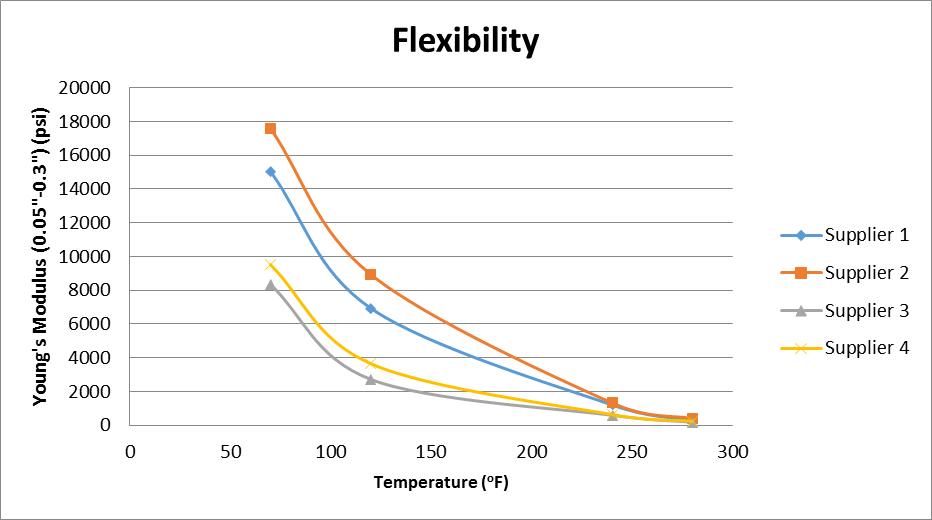 Flexibility
20000
18000
16000
14000
12000
10000
8000
6000
4000
2000
0
Young's Modulus (0.05"-0.3") (psi)
0 50 100 150 200 250 300
Temperature (°F)
Supplier 1
Supplier 2
Supplier 3
Supplier 4